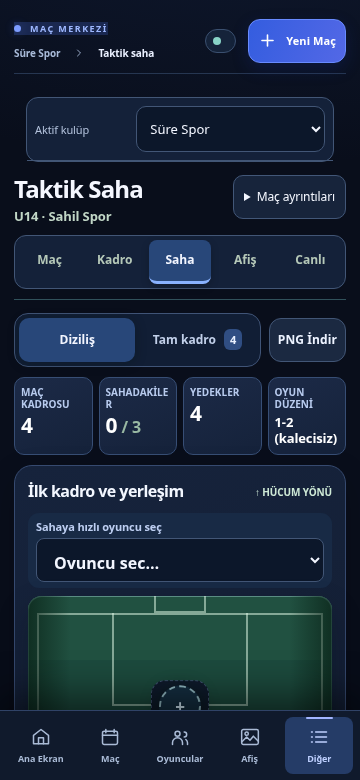 MAÇ MERKEZİ
Süre Spor > Taktik saha
Yeni Maç
Aktif kulüp
Süre Spor
Taktik Saha
U14 · Sahil Spor
▶ Maç ayrıntıları
Maç Kadro Saha Afiş Canlı
Diziliş
Tam kadro 4
PNG İndir
MAÇ
KADROSU
4
SAHADAKİLE
R
0 / 3
YEDEKLER
4
OYUN
DÜZENİ
1-2
(kalecisiz)
İlk kadro ve yerleşim
↑ HÜCUM YÖNÜ
Sahaya hızlı oyuncu seç
Oyuncu seç...
+
Ana Ekran Maç Oyuncular Afiş Diğer